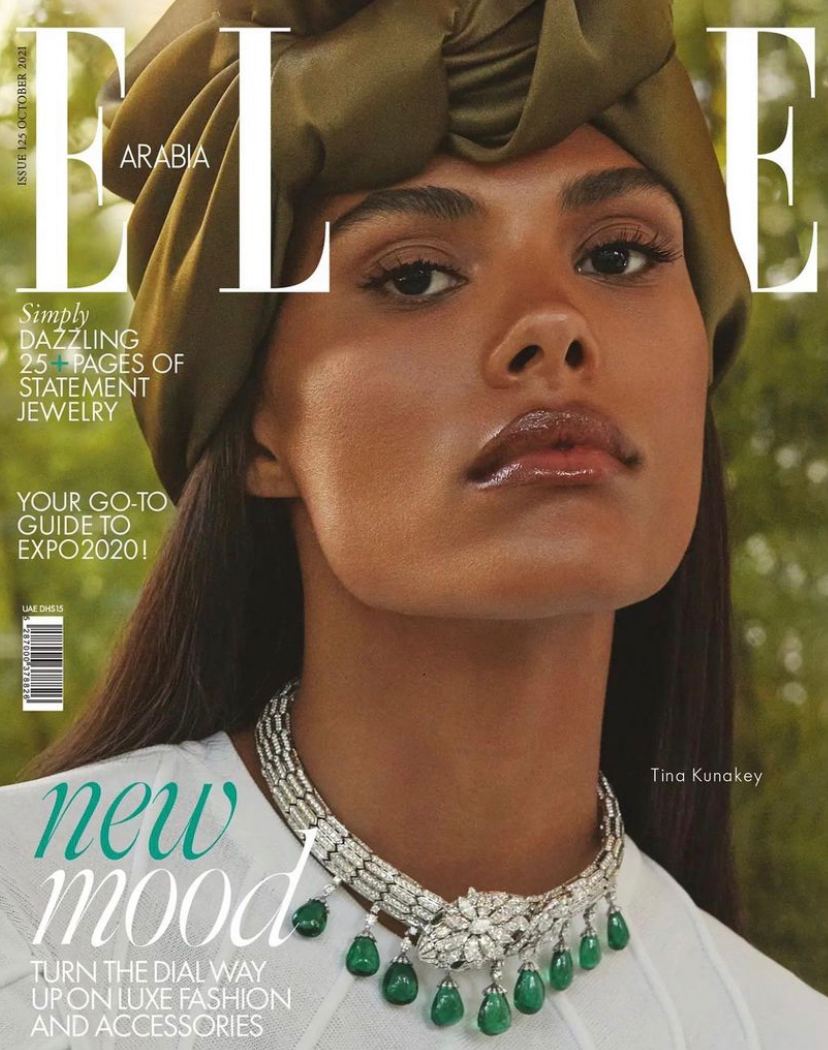 ELLE
ARABIA
ISSUE 125 OCTOBER 2021
Simply
DAZZLING
25+PAGES OF
STATEMENT
JEWELRY
YOUR GO-TO
GUIDE TO
EXPO2020!
UAE DHS15
Tina Kunakey
new
mood
TURN THE DIAL WAY
UP ON LUXE FASHION
AND ACCESSORIES